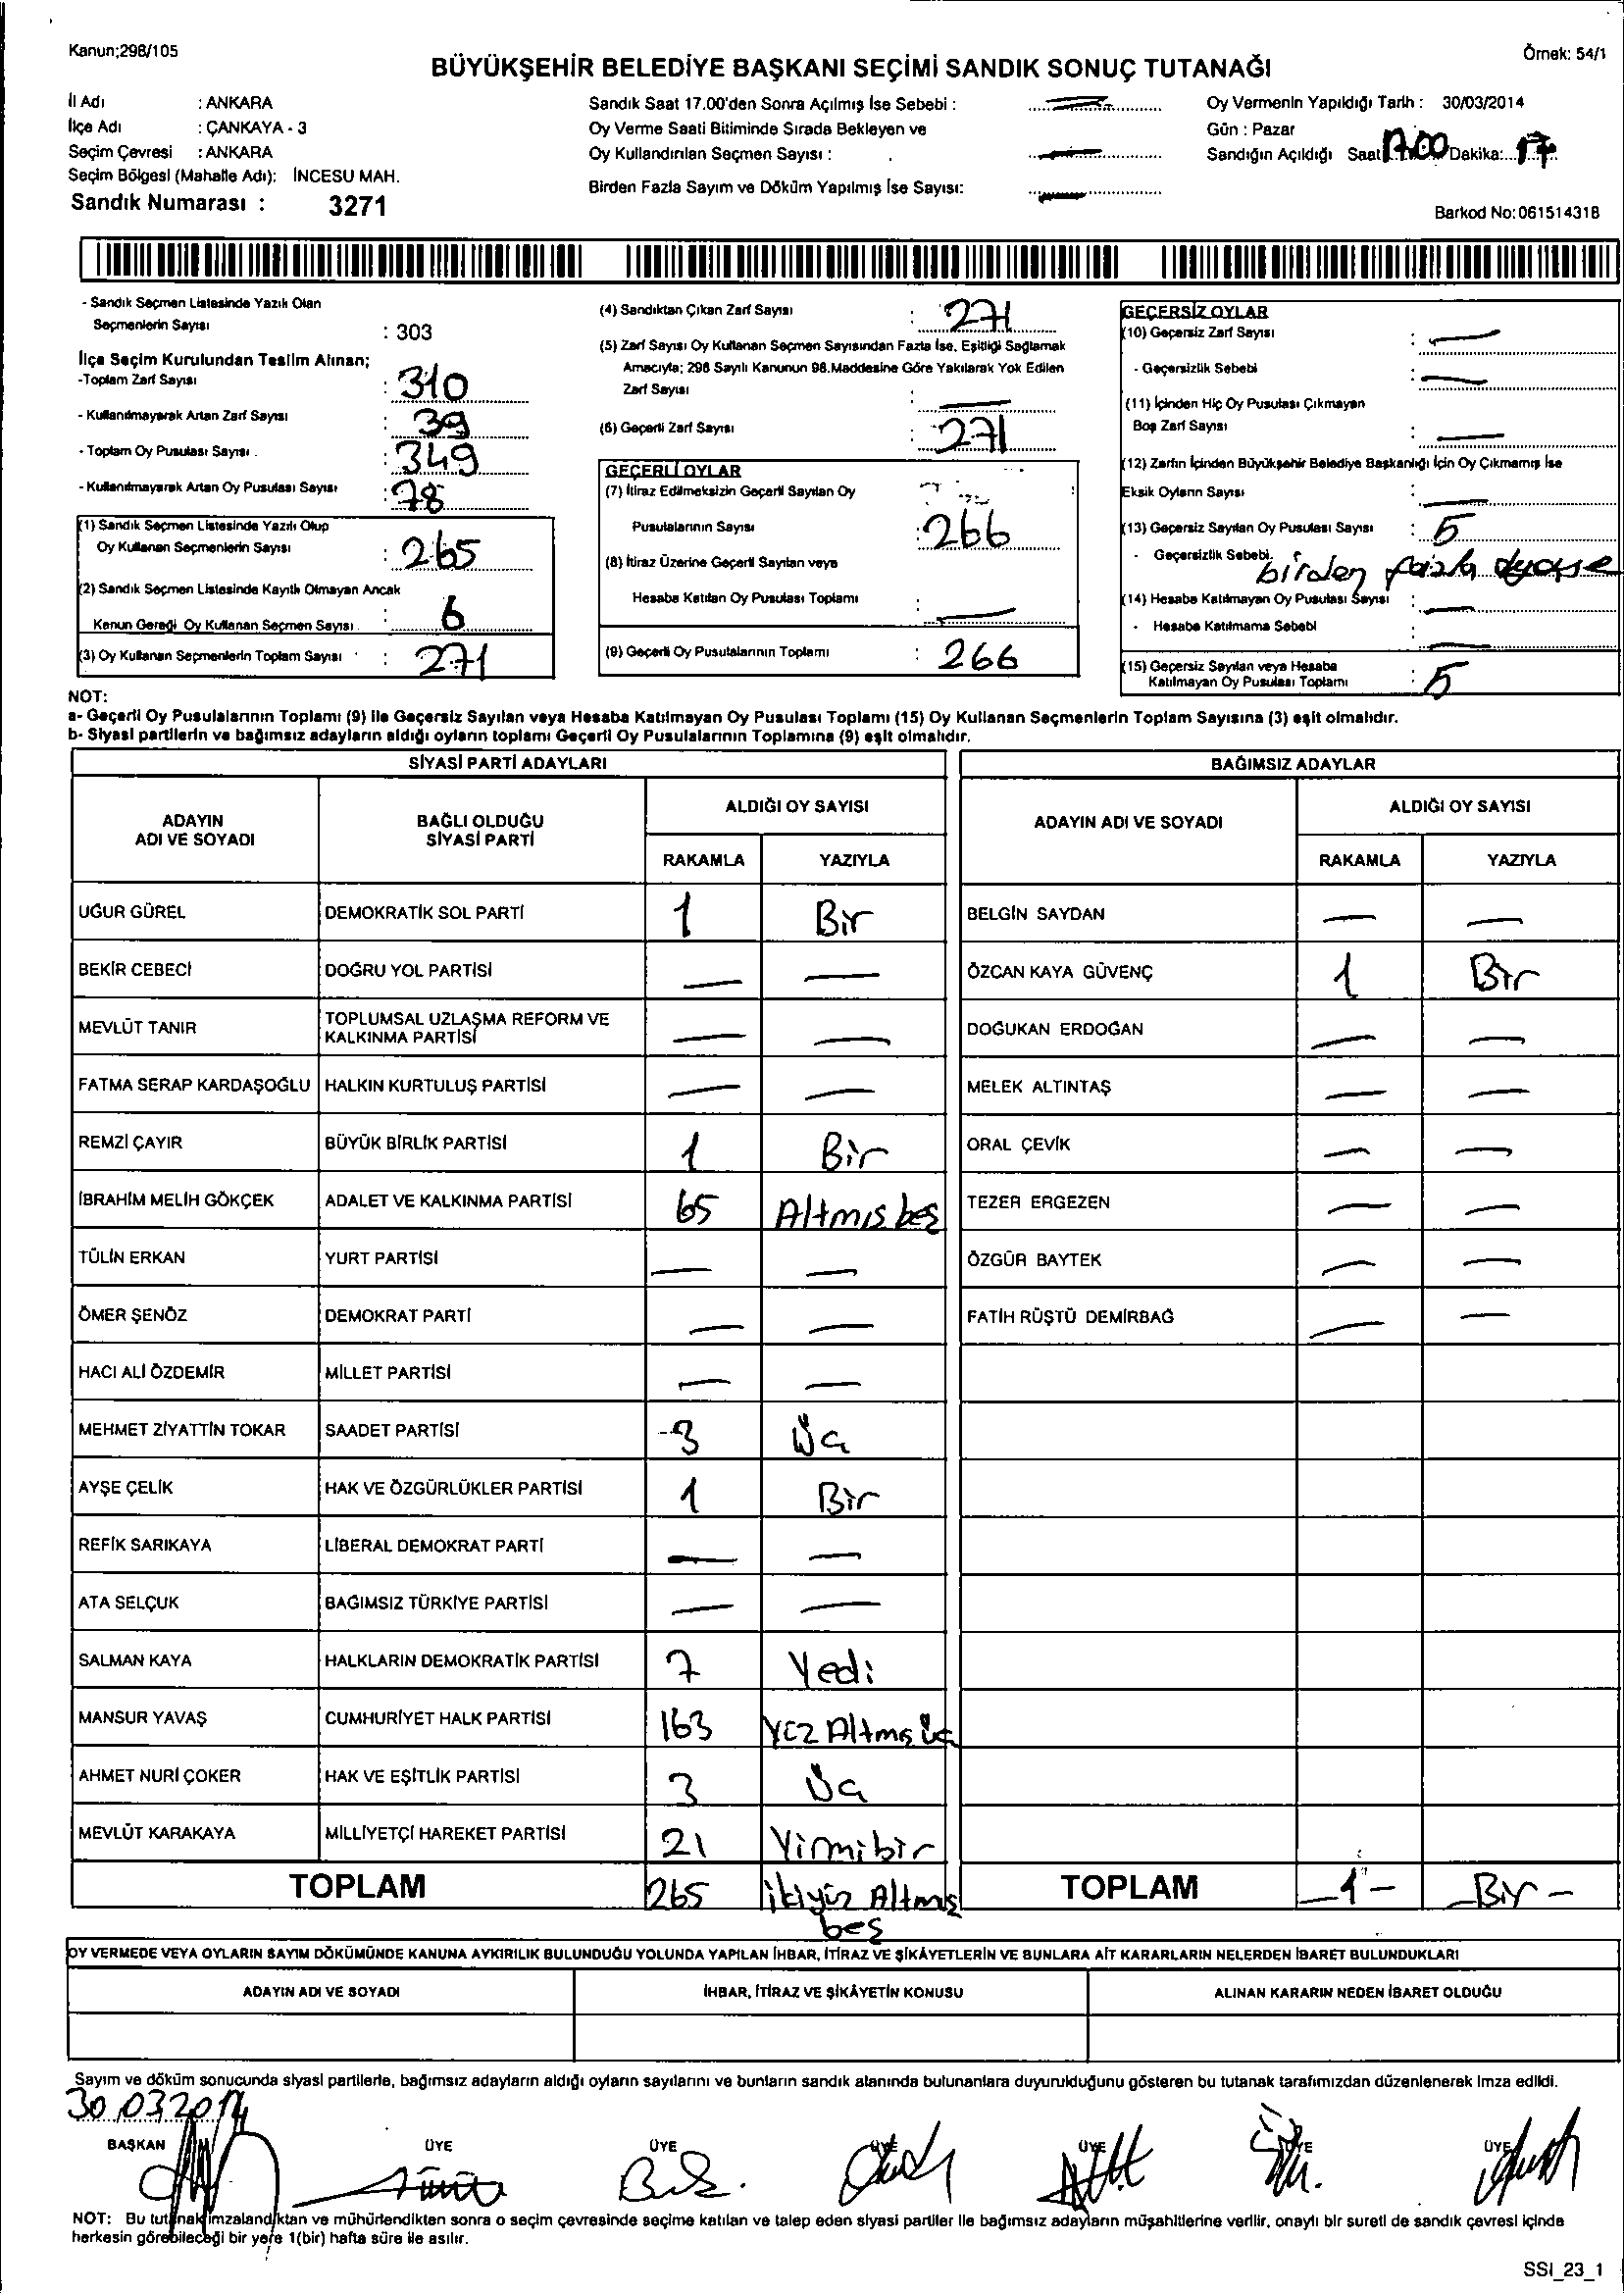 Kanun;298/105
Örnek: 54/1
BÜYÜKŞEHİR BELEDİYE BAŞKANI SEÇİMİ SANDIK SONUÇ TUTANAĞI
İl Adı : ANKARA
İlçe Adı : ÇANKAYA - 3
Seçim Çevresi : ANKARA
Seçim Bölgesi (Mahalle Adı): İNCESU MAH.
Sandık Numarası : 3271
Sandık Saat 17.00'den Sonra Açılmış İse Sebebi : —
Oy Verme Saati Bitiminde Sırada Bekleyen ve
Oy Kullandırılan Seçmen Sayısı : —
Birden Fazla Sayım ve Döküm Yapılmış İse Sayısı: —
Oy Vermenin Yapıldığı Tarih : 30/03/2014
Gün : Pazar
Sandığın Açıldığı Saat 17.00 Dakika: 17
Barkod No: 061514318
- Sandık Seçmen Listesinde Yazılı Olan
Seçmenlerin Sayısı : 303
İlçe Seçim Kurulundan Teslim Alınan;
-Toplam Zarf Sayısı : 310
- Kullanılmayarak Artan Zarf Sayısı : 39
- Toplam Oy Pusulası Sayısı : 349
- Kullanılmayarak Artan Oy Pusulası Sayısı : 78
(1) Sandık Seçmen Listesinde Yazılı Olup
Oy Kullanan Seçmenlerin Sayısı : 265
(2) Sandık Seçmen Listesinde Kayıtlı Olmayan Ancak
Kanun Gereği Oy Kullanan Seçmen Sayısı : 6
(3) Oy Kullanan Seçmenlerin Toplam Sayısı : 271
(4) Sandıktan Çıkan Zarf Sayısı : 271
(5) Zarf Sayısı Oy Kullanan Seçmen Sayısından Fazla İse, Eşitliği Sağlamak
Amacıyla; 298 Sayılı Kanunun 98.Maddesine Göre Yakılarak Yok Edilen
Zarf Sayısı : —
(6) Geçerli Zarf Sayısı : 271
GEÇERLİ OYLAR
(7) İtiraz Edilmeksizin Geçerli Sayılan Oy
Pusulalarının Sayısı : 266
(8) İtiraz Üzerine Geçerli Sayılan veya
Hesaba Katılan Oy Pusulası Toplamı : —
(9) Geçerli Oy Pusulalarının Toplamı : 266
GEÇERSİZ OYLAR
(10) Geçersiz Zarf Sayısı : —
- Geçersizlik Sebebi : —
(11) İçinden Hiç Oy Pusulası Çıkmayan
Boş Zarf Sayısı : —
(12) Zarfın İçinden Büyükşehir Belediye Başkanlığı İçin Oy Çıkmamış İse
Eksik Oyların Sayısı : —
(13) Geçersiz Sayılan Oy Pusulası Sayısı : 5
- Geçersizlik Sebebi. birden fazla
(14) Hesaba Katılmayan Oy Pusulası Sayısı : —
- Hesaba Katılmama Sebebi : —
(15) Geçersiz Sayılan veya Hesaba
Katılmayan Oy Pusulası Toplamı : 5
NOT:
a- Geçerli Oy Pusulalarının Toplamı (9) ile Geçersiz Sayılan veya Hesaba Katılmayan Oy Pusulası Toplamı (15) Oy Kullanan Seçmenlerin Toplam Sayısına (3) eşit olmalıdır.
b- Siyasi partilerin ve bağımsız adayların aldığı oyların toplamı Geçerli Oy Pusulalarının Toplamına (9) eşit olmalıdır.
SİYASİ PARTİ ADAYLARI
ADAYIN ADI VE SOYADI BAĞLI OLDUĞU SİYASİ PARTİ ALDIĞI OY SAYISI
RAKAMLA YAZIYLA
UĞUR GÜREL DEMOKRATİK SOL PARTİ 1 Bir
BEKİR CEBECİ DOĞRU YOL PARTİSİ — —
MEVLÜT TANIR TOPLUMSAL UZLAŞMA REFORM VE KALKINMA PARTİSİ — —
FATMA SERAP KARDAŞOĞLU HALKIN KURTULUŞ PARTİSİ — —
REMZİ ÇAYIR BÜYÜK BİRLİK PARTİSİ 1 Bir
İBRAHİM MELİH GÖKÇEK ADALET VE KALKINMA PARTİSİ 65 Altmış beş
TÜLİN ERKAN YURT PARTİSİ — —
ÖMER ŞENÖZ DEMOKRAT PARTİ — —
HACI ALİ ÖZDEMİR MİLLET PARTİSİ — —
MEHMET ZİYATTİN TOKAR SAADET PARTİSİ 3 Üç
AYŞE ÇELİK HAK VE ÖZGÜRLÜKLER PARTİSİ 1 Bir
REFİK SARIKAYA LİBERAL DEMOKRAT PARTİ — —
ATA SELÇUK BAĞIMSIZ TÜRKİYE PARTİSİ — —
SALMAN KAYA HALKLARIN DEMOKRATİK PARTİSİ 7 Yedi
MANSUR YAVAŞ CUMHURİYET HALK PARTİSİ 163 Yüz Altmış üç
AHMET NURİ ÇOKER HAK VE EŞİTLİK PARTİSİ 3 Üç
MEVLÜT KARAKAYA MİLLİYETÇİ HAREKET PARTİSİ 21 Yirmibir
TOPLAM 265 ikiyüz Altmış beş
BAĞIMSIZ ADAYLAR
ADAYIN ADI VE SOYADI ALDIĞI OY SAYISI
RAKAMLA YAZIYLA
BELGİN SAYDAN — —
ÖZCAN KAYA GÜVENÇ 1 Bir
DOĞUKAN ERDOĞAN — —
MELEK ALTINTAŞ — —
ORAL ÇEVİK — —
TEZER ERGEZEN — —
ÖZGÜR BAYTEK — —
FATİH RÜŞTÜ DEMİRBAĞ — —
TOPLAM —1— —Bir—
OY VERMEDE VEYA OYLARIN SAYIM DÖKÜMÜNDE KANUNA AYKIRILIK BULUNDUĞU YOLUNDA YAPILAN İHBAR, İTİRAZ VE ŞİKÂYETLERİN VE BUNLARA AİT KARARLARIN NELERDEN İBARET BULUNDUKLARI
ADAYIN ADI VE SOYADI İHBAR, İTİRAZ VE ŞİKÂYETİN KONUSU ALINAN KARARIN NEDEN İBARET OLDUĞU
Sayım ve döküm sonucunda siyasi partilerle, bağımsız adayların aldığı oyların sayılarını ve bunların sandık alanında bulunanlara duyurulduğunu gösteren bu tutanak tarafımızdan düzenlenerek imza edildi.
30.03.2014
BAŞKAN ÜYE ÜYE ÜYE ÜYE ÜYE ÜYE
NOT: Bu tutanak imzalandıktan ve mühürlendikten sonra o seçim çevresinde seçime katılan ve talep eden siyasi partiler ile bağımsız adayların müşahitlerine verilir, onaylı bir sureti de sandık çevresi içinde
herkesin görebileceği bir yere 1(bir) hafta süre ile asılır.
SSI_23_1